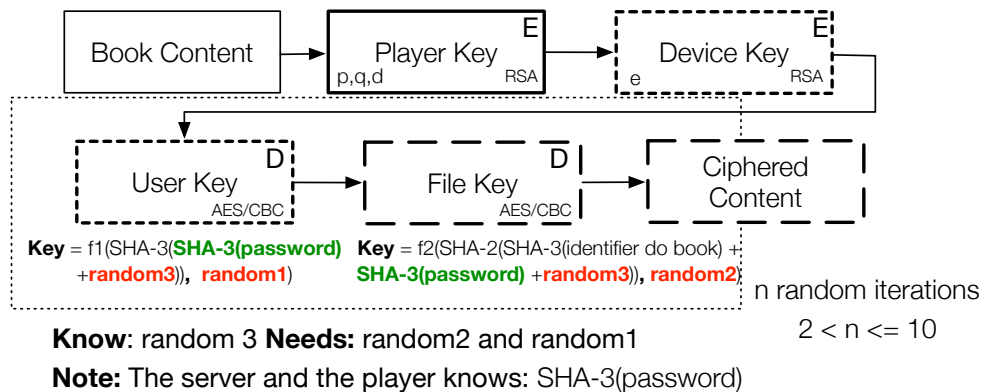 E
E
Book Content
Player Key
Device Key
p,q,d
RSA
e
RSA
D
D
User Key
File Key
Ciphered
Content
AES/CBC
AES/CBC
Key = f1(SHA-3(SHA-3(password)
+random3)), random1)
Key = f2(SHA-2(SHA-3(identifier do book) +
SHA-3(password) +random3)), random2)
n random iterations
2 < n <= 10
Know: random 3 Needs: random2 and random1
Note: The server and the player knows: SHA-3(password)